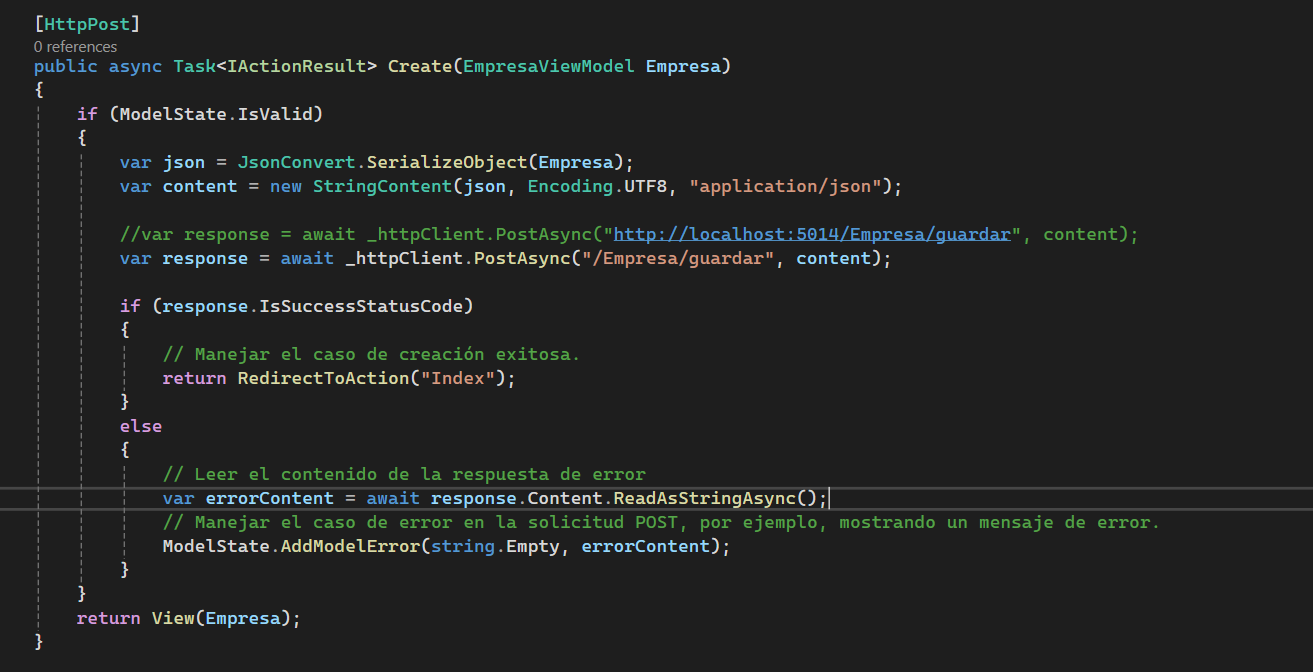 [HttpPost]
0 references
public async Task<IActionResult> Create(EmpresaViewModel Empresa)
{
if (ModelState.IsValid)
{
var json = JsonConvert.SerializeObject(Empresa);
var content = new StringContent(json, Encoding.UTF8, "application/json");
//var response = await _httpClient.PostAsync("http://localhost:5014/Empresa/guardar", content);
var response = await _httpClient.PostAsync("/Empresa/guardar", content);
if (response.IsSuccessStatusCode)
{
// Manejar el caso de creación exitosa.
return RedirectToAction("Index");
}
else
{
// Leer el contenido de la respuesta de error
var errorContent = await response.Content.ReadAsStringAsync();
// Manejar el caso de error en la solicitud POST, por ejemplo, mostrando un mensaje de error.
ModelState.AddModelError(string.Empty, errorContent);
}
}
return View(Empresa);
}